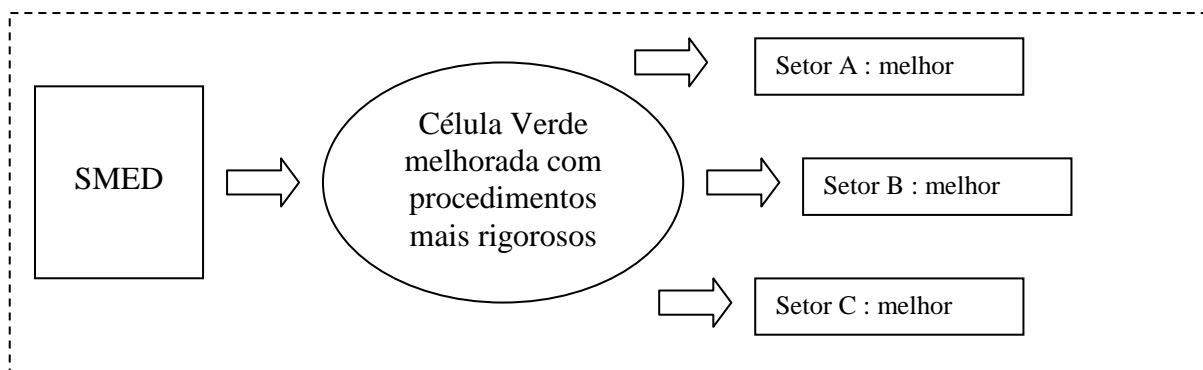 SMED
Célula Verde
melhorada com
procedimentos
mais rigorosos
Setor A : melhor
Setor B : melhor
Setor C : melhor